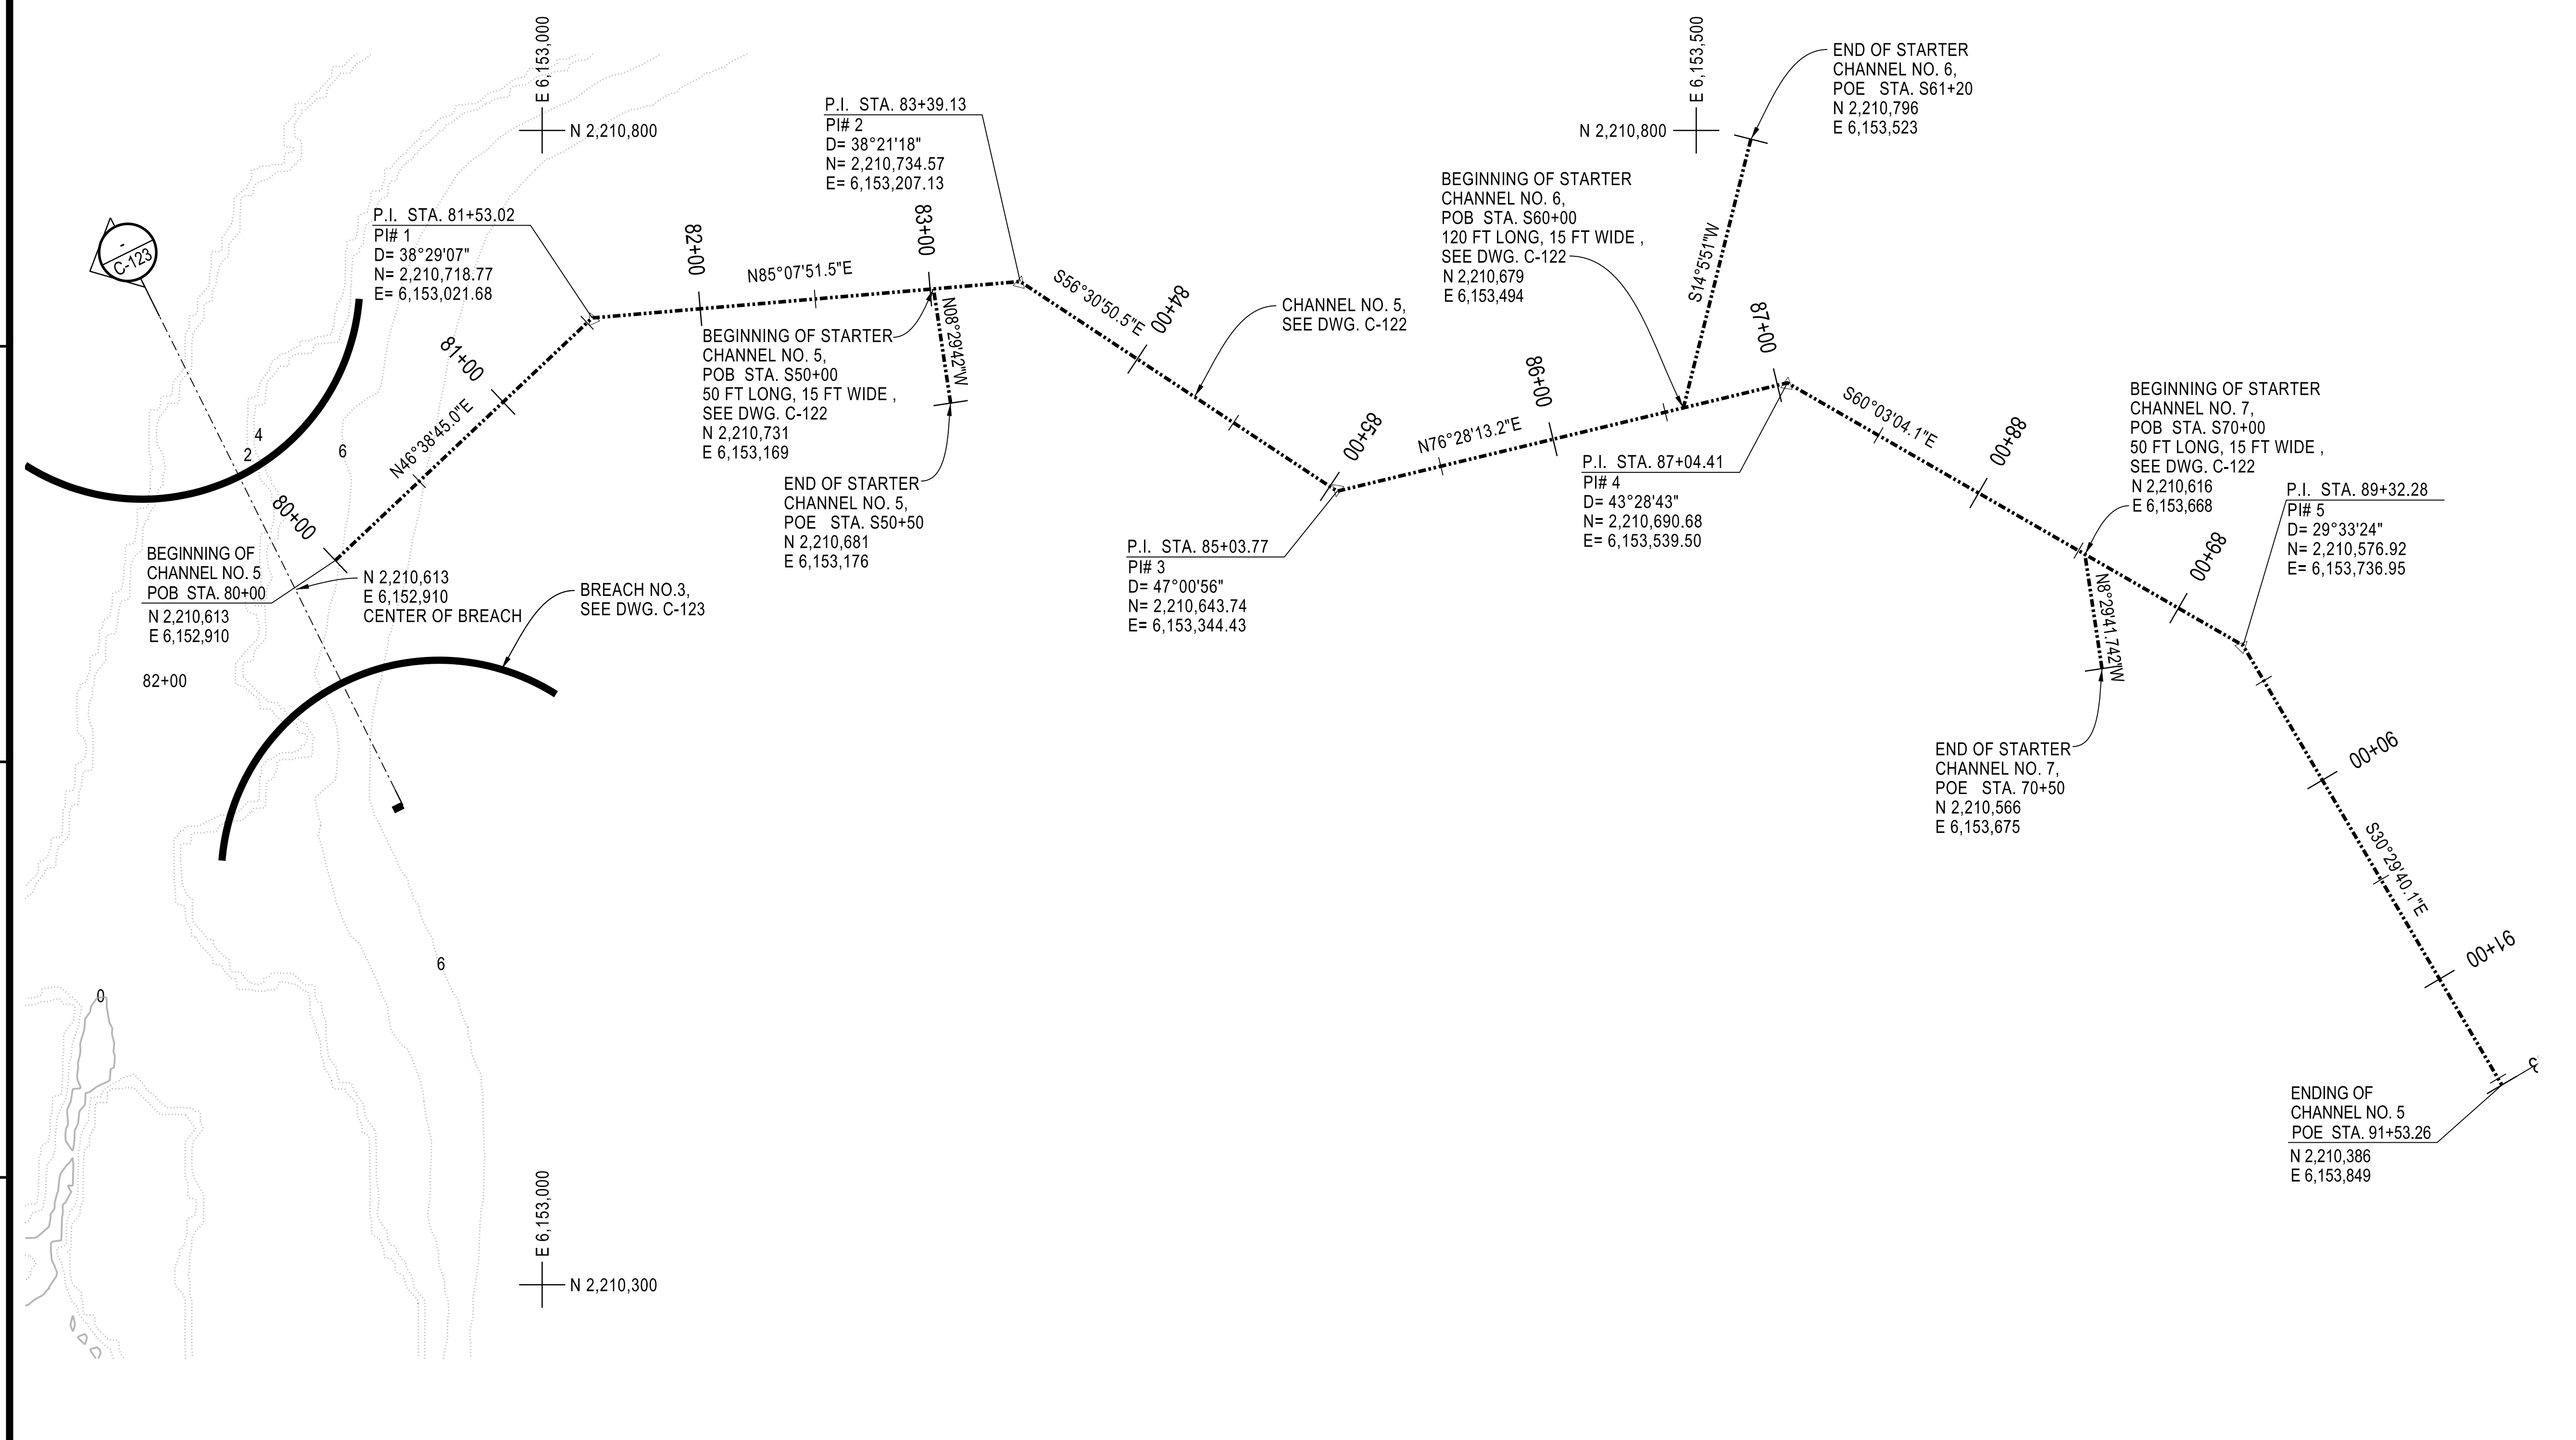 E 6,153,000
N 2,210,800
E 6,153,500
N 2,210,800
END OF STARTER
CHANNEL NO. 6,
POE STA. S61+20
N 2,210,796
E 6,153,523
P.I. STA. 83+39.13
PI# 2
D= 38°21'18"
N= 2,210,734.57
E= 6,153,207.13
P.I. STA. 81+53.02
PI# 1
D= 38°29'07"
N= 2,210,718.77
E= 6,153,021.68
-
C-123
BEGINNING OF STARTER
CHANNEL NO. 6,
POB STA. S60+00
120 FT LONG, 15 FT WIDE ,
SEE DWG. C-122
N 2,210,679
E 6,153,494
S14°5'51"W
82+00
83+00
N85°07'51.5"E
S56°30'50.5"E
84+00
CHANNEL NO. 5,
SEE DWG. C-122
87+00
81+00
BEGINNING OF STARTER
CHANNEL NO. 5,
POB STA. S50+00
50 FT LONG, 15 FT WIDE ,
SEE DWG. C-122
N 2,210,731
E 6,153,169
N08°29'42"W
86+00
85+00
N76°28'13.2"E
S60°03'04.1"E
88+00
BEGINNING OF STARTER
CHANNEL NO. 7,
POB STA. S70+00
50 FT LONG, 15 FT WIDE ,
SEE DWG. C-122
N 2,210,616
E 6,153,668
N46°38'45.0"E
4
2
6
P.I. STA. 87+04.41
PI# 4
D= 43°28'43"
N= 2,210,690.68
E= 6,153,539.50
END OF STARTER
CHANNEL NO. 5,
POE STA. S50+50
N 2,210,681
E 6,153,176
P.I. STA. 89+32.28
PI# 5
D= 29°33'24"
N= 2,210,576.92
E= 6,153,736.95
80+00
P.I. STA. 85+03.77
PI# 3
D= 47°00'56"
N= 2,210,643.74
E= 6,153,344.43
89+00
BEGINNING OF
CHANNEL NO. 5
POB STA. 80+00
N 2,210,613
E 6,152,910
N 2,210,613
E 6,152,910
CENTER OF BREACH
BREACH NO.3,
SEE DWG. C-123
N8°29'41.742"W
82+00
END OF STARTER
CHANNEL NO. 7,
POE STA. 70+50
N 2,210,566
E 6,153,675
90+00
S30°29'40.1"E
91+00
6
0
ENDING OF
CHANNEL NO. 5
POE STA. 91+53.26
N 2,210,386
E 6,153,849
E 6,153,000
N 2,210,300